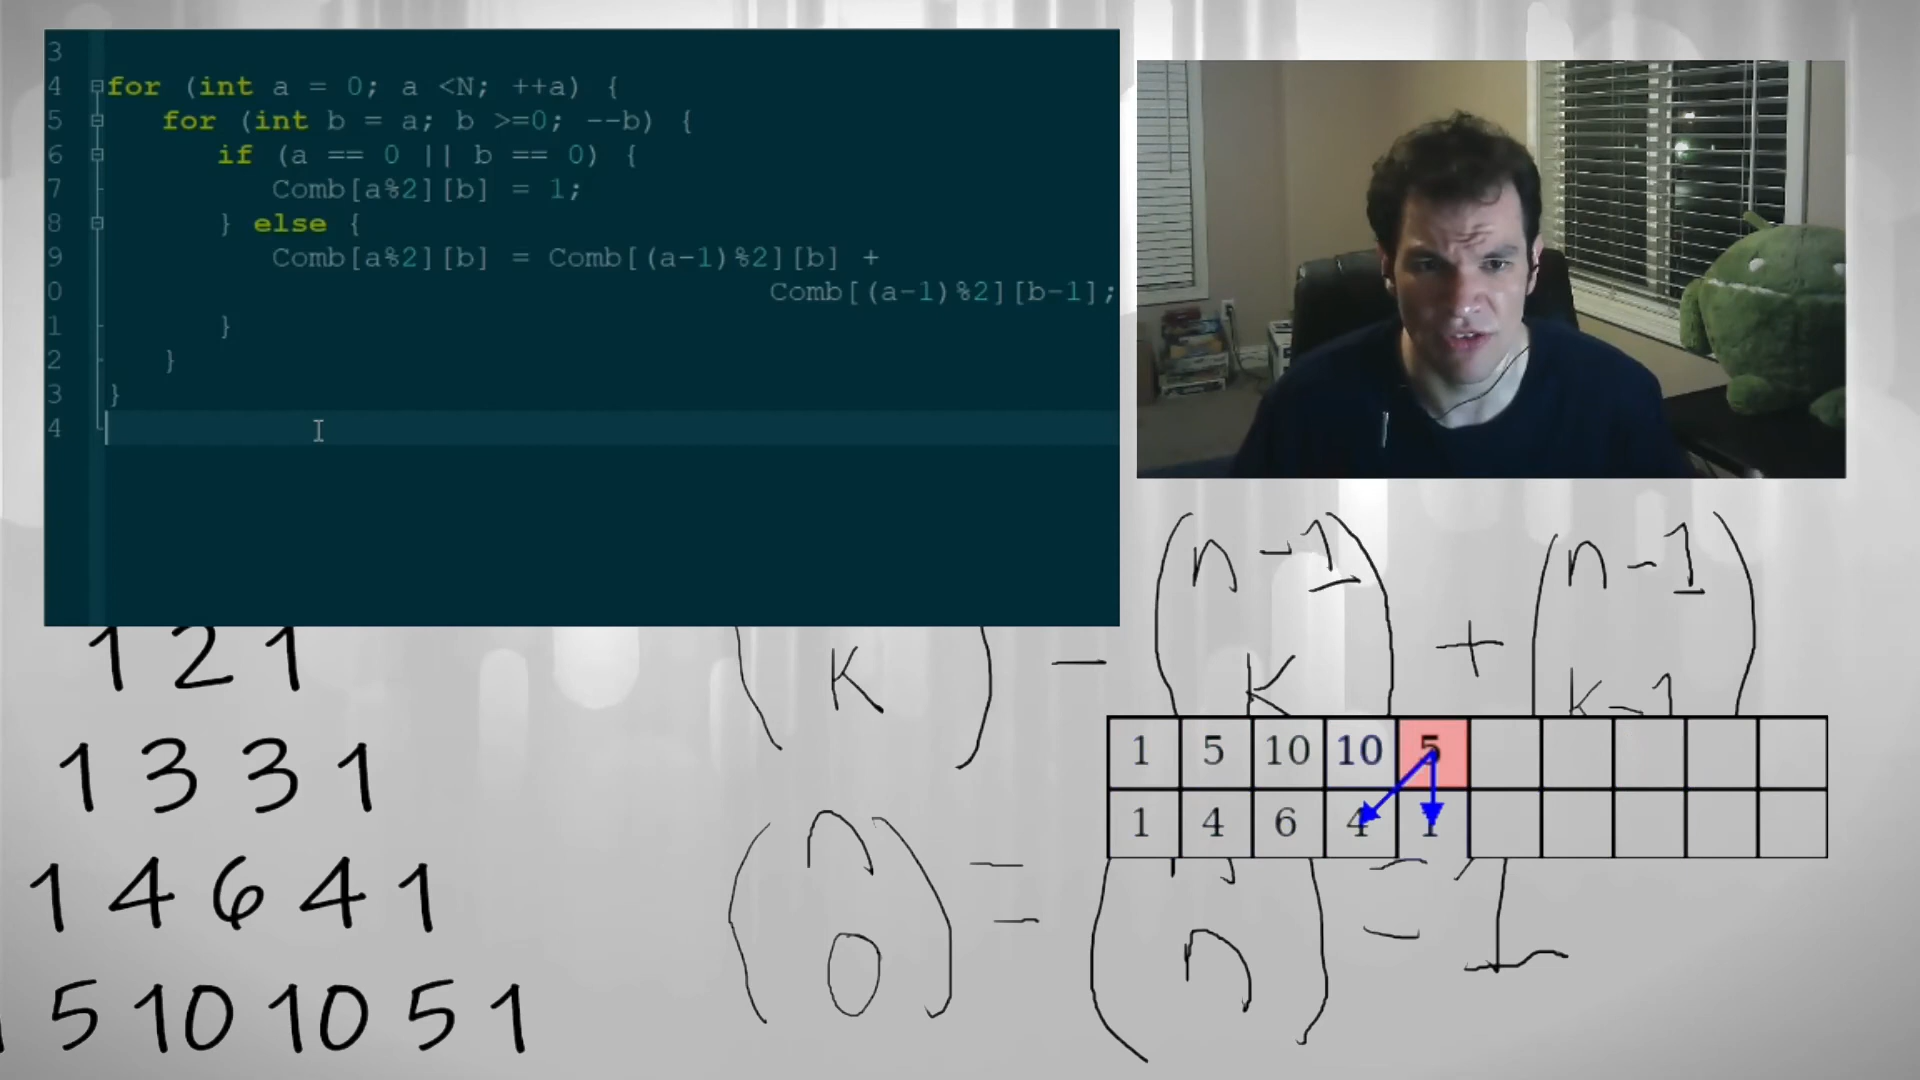 3
4 for (int a = 0; a <N; ++a) {
5 for (int b = a; b >=0; --b) {
6 if (a == 0 || b == 0) {
7 Comb[a%2][b] = 1;
8 } else {
9 Comb[a%2][b] = Comb[(a-1)%2][b] +
0 Comb[(a-1)%2][b-1];
1 }
2 }
3 }
4
( K ) - ( n-1 K ) + ( n-1 k-1 )
1 2 1
1 3 3 1
1 4 6 4 1
5 10 10 5 1
1 5 10 10 5
1 4 6 4 1
( n 0 ) = ( n n ) = 1